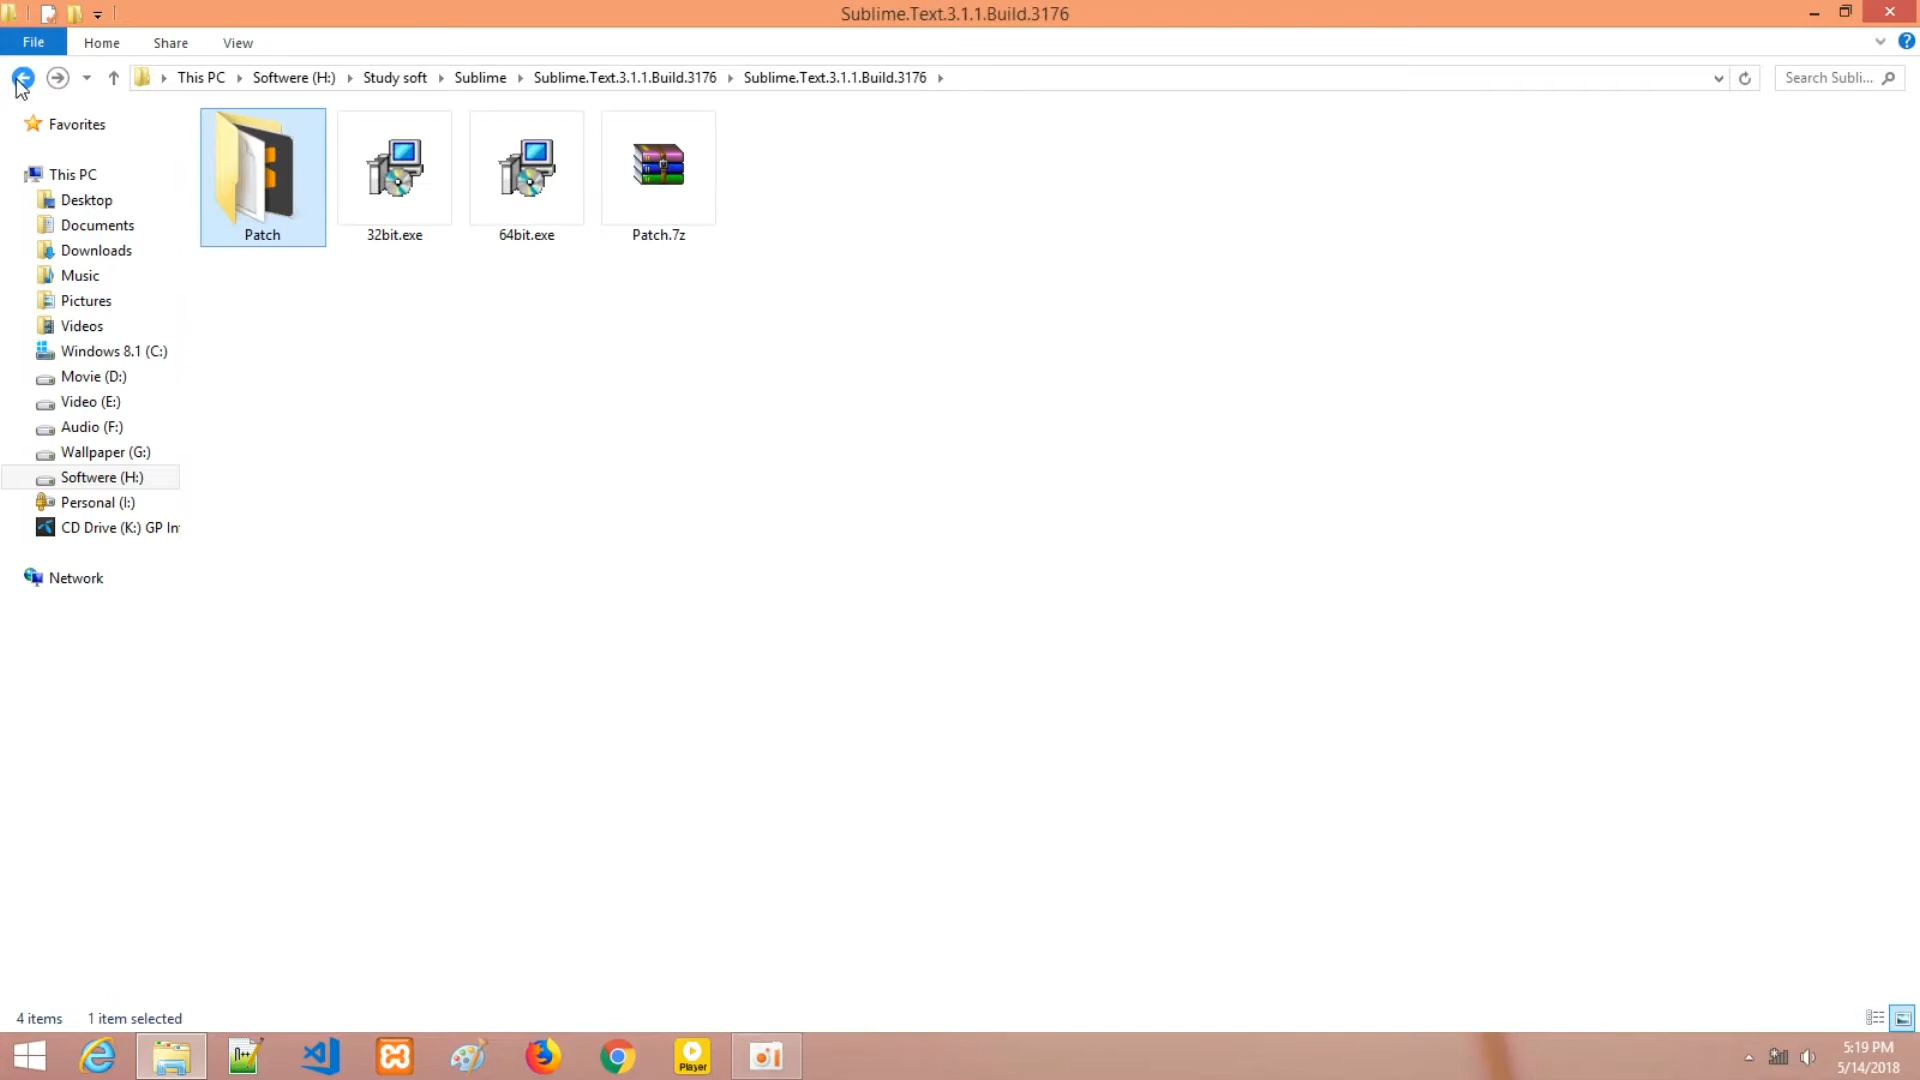 Sublime.Text.3.1.1.Build.3176
File Home Share View
This PC Softwere (H:) Study soft Sublime Sublime.Text.3.1.1.Build.3176 Sublime.Text.3.1.1.Build.3176 Search Subli...
Favorites
This PC
Desktop
Documents
Downloads
Music
Pictures
Videos
Windows 8.1 (C:)
Movie (D:)
Video (E:)
Audio (F:)
Wallpaper (G:)
Softwere (H:)
Personal (I:)
CD Drive (K:) GP In
Network
Patch 32bit.exe 64bit.exe Patch.7z
4 items 1 item selected
n++
Player
5:19 PM
5/14/2018